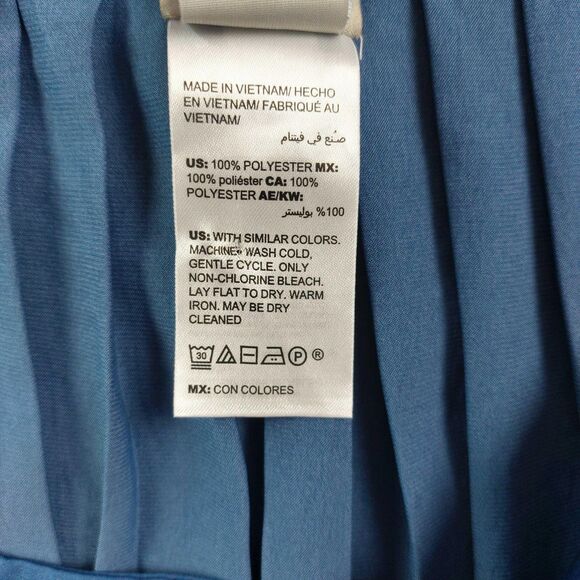 MADE IN VIETNAM/ HECHO
EN VIETNAM/ FABRIQUÉ AU
VIETNAM/
صُنع في فيتنام
US: 100% POLYESTER MX:
100% poliéster CA: 100%
POLYESTER AE/KW:
100% بوليستر
US: WITH SIMILAR COLORS.
MACHINE WASH COLD,
GENTLE CYCLE. ONLY
NON-CHLORINE BLEACH.
LAY FLAT TO DRY. WARM
IRON. MAY BE DRY
CLEANED
30 P ®
MX: CON COLORES